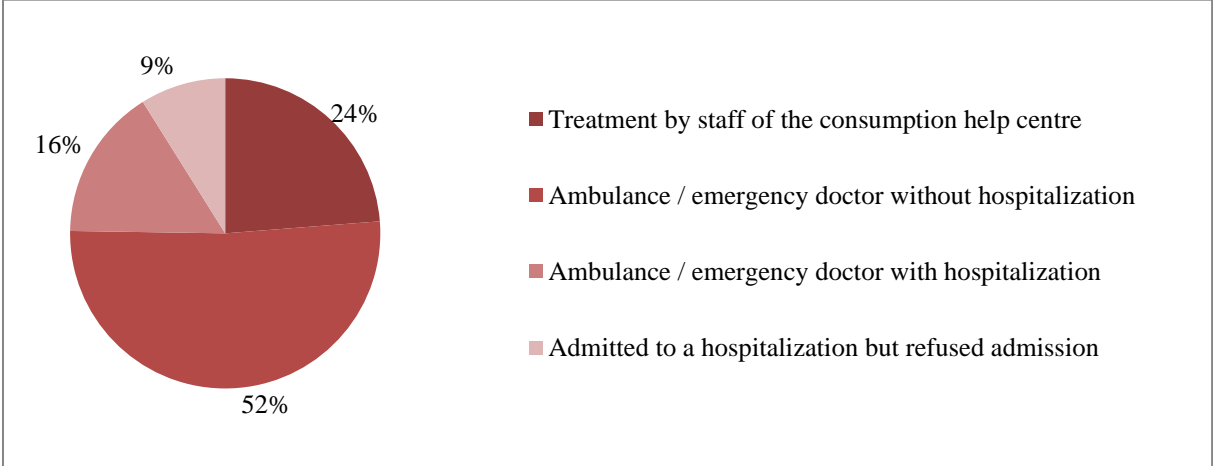 9%
24%
16%
52%
Treatment by staff of the consumption help centre
Ambulance / emergency doctor without hospitalization
Ambulance / emergency doctor with hospitalization
Admitted to a hospitalization but refused admission